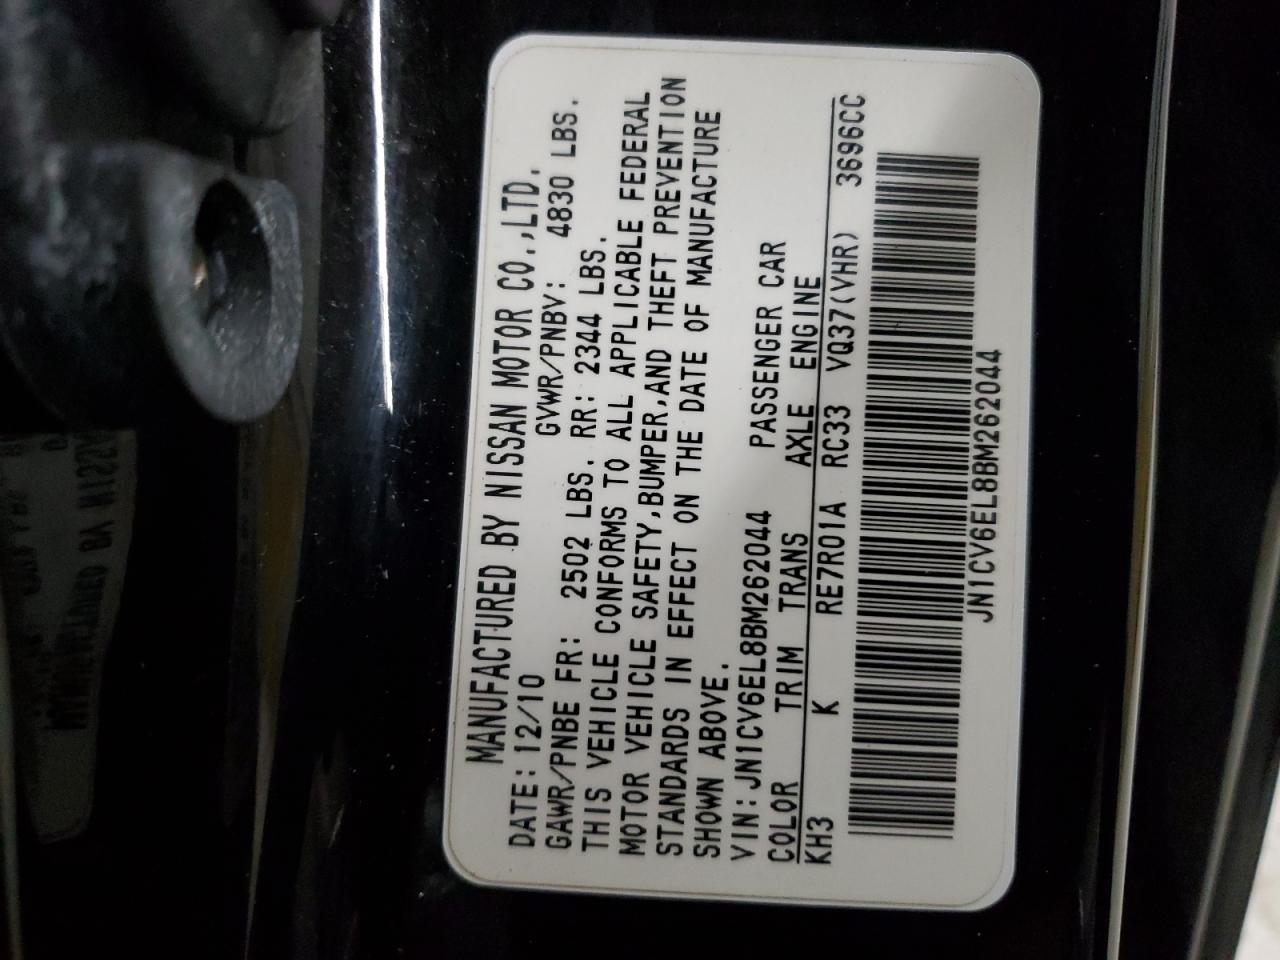 MANUFACTURED BY NISSAN MOTOR CO.,LTD.
DATE: 12/10 GVWR/PNBV: 4830 LBS.
GAWR/PNBE FR: 2502 LBS. RR: 2344 LBS.
THIS VEHICLE CONFORMS TO ALL APPLICABLE FEDERAL
MOTOR VEHICLE SAFETY,BUMPER,AND THEFT PREVENTION
STANDARDS IN EFFECT ON THE DATE OF MANUFACTURE
SHOWN ABOVE.
VIN:JN1CV6EL8BM262044 PASSENGER CAR
COLOR TRIM TRANS AXLE ENGINE
KH3 K RE7R01A RC33 VQ37(VHR) 3696CC
JN1CV6EL8BM262044